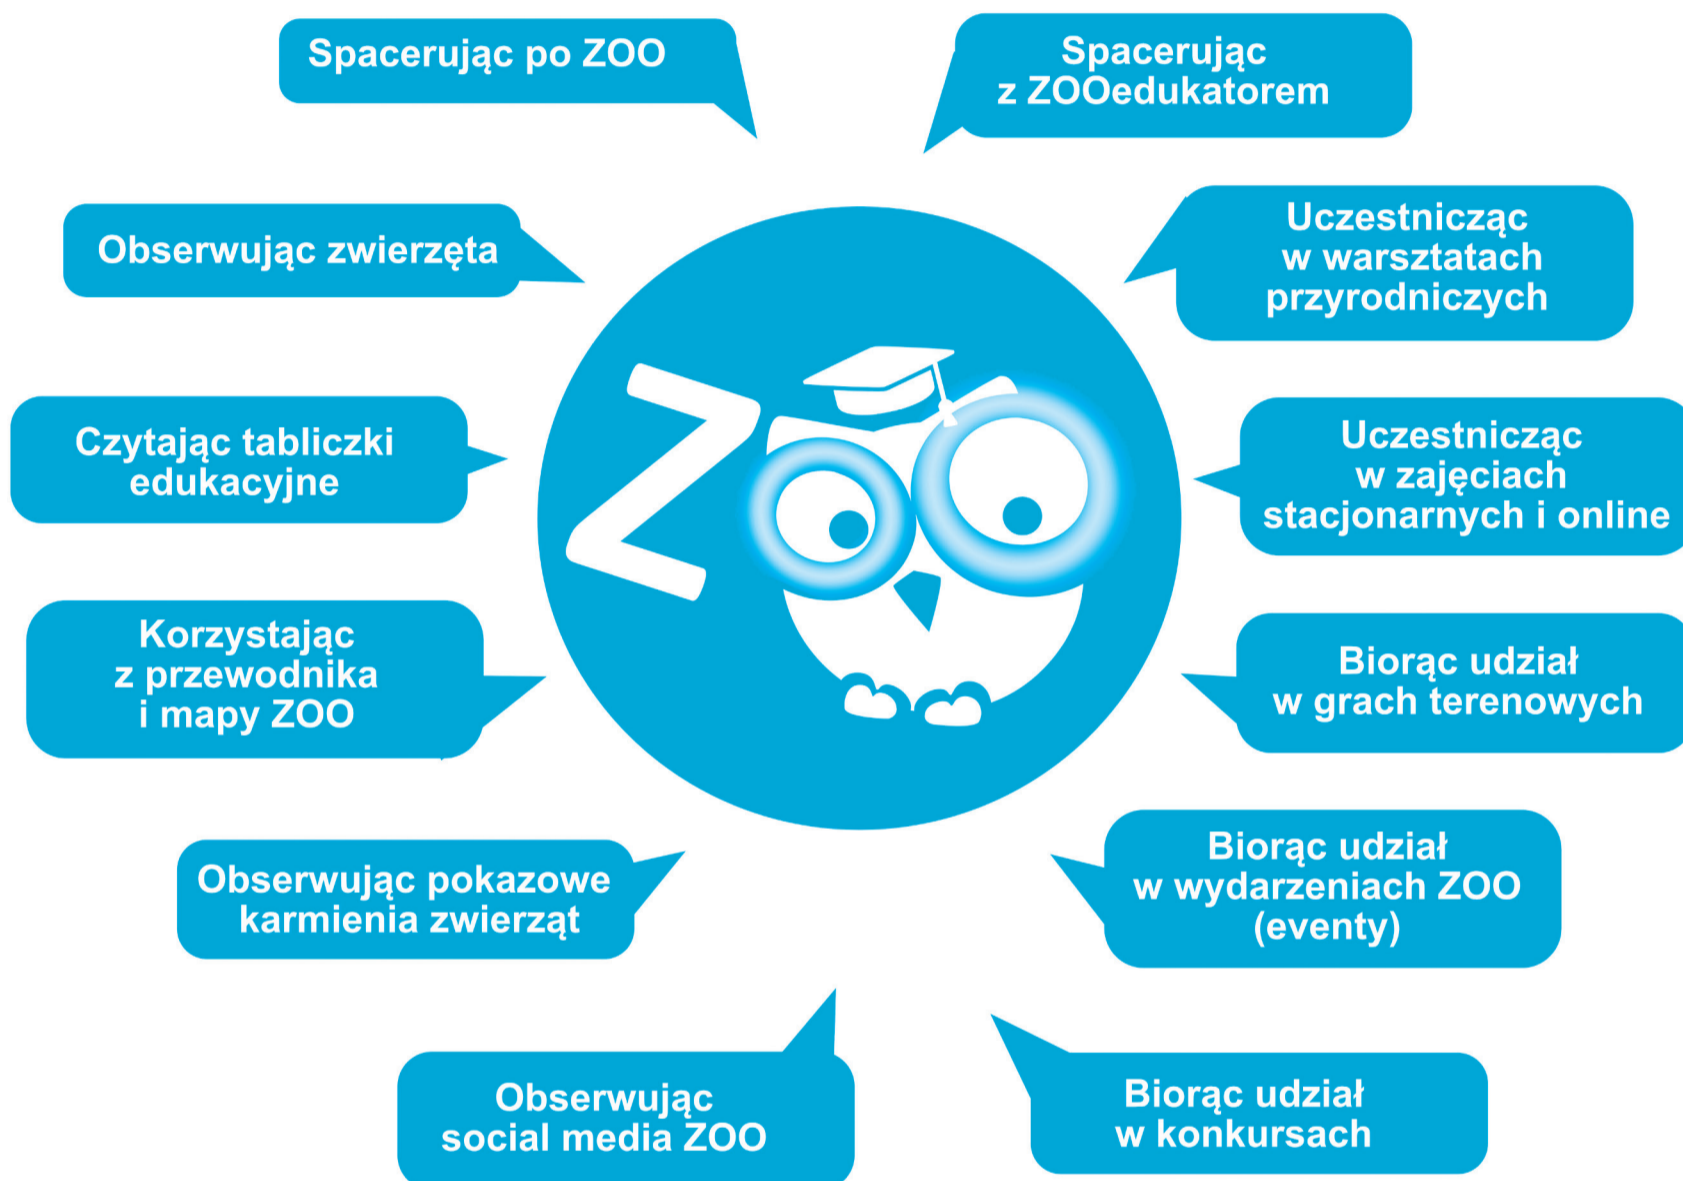 Spacerując po ZOO
Spacerując
z ZOOedukatorem
Obserwując zwierzęta
Uczestnicząc
w warsztatach
przyrodniczych
Czytając tabliczki
edukacyjne
Uczestnicząc
w zajęciach
stacjonarnych i online
Zoo
Korzystając
z przewodnika
i mapy ZOO
Biorąc udział
w grach terenowych
Obserwując pokazowe
karmienia zwierząt
Biorąc udział
w wydarzeniach ZOO
(eventy)
Obserwując
social media ZOO
Biorąc udział
w konkursach